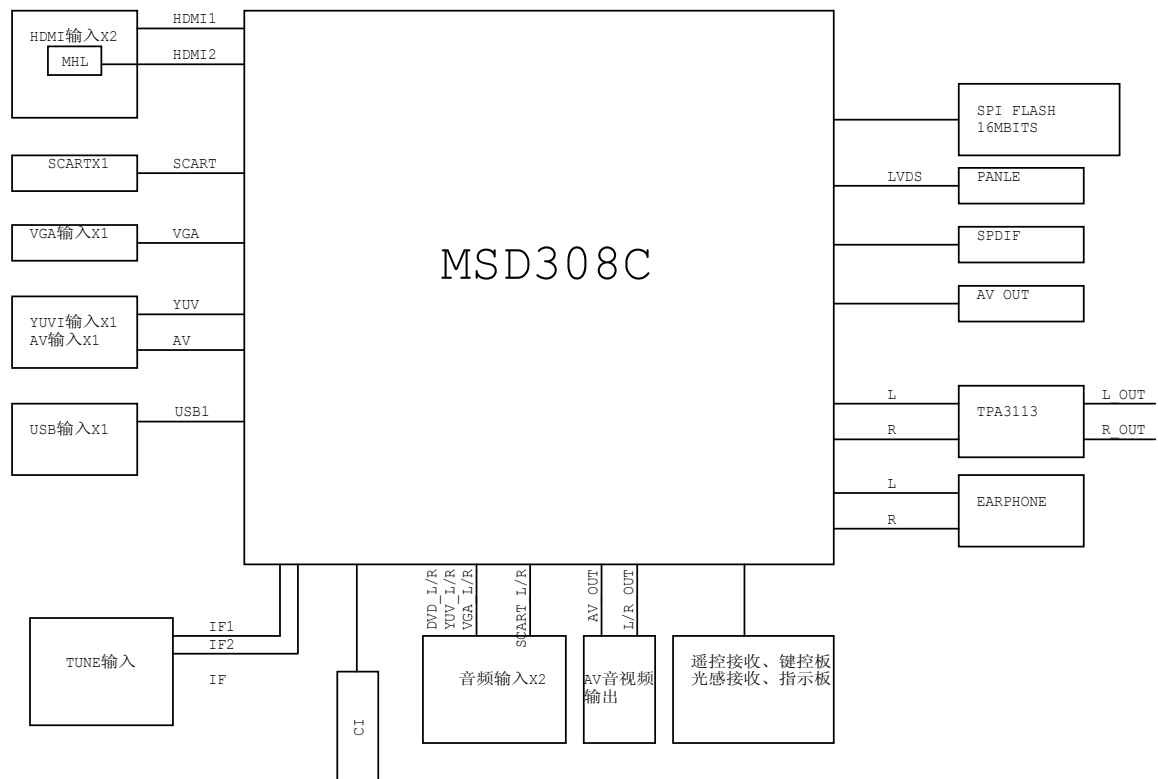 HDMI1
HDMI输入X2
MHL
HDMI2
SCARTX1
SCART
VGA输入X1
VGA
YUVI输入X1
AV输入X1
YUV
AV
USB输入X1
USB1
MSD308C
SPI FLASH
16MBITS
LVDS
PANLE
SPDIF
AV OUT
L
R
TPA3113
L_OUT
R_OUT
L
R
EARPHONE
TUNE输入
IF1
IF2
IF
CI
DVD_L/R
YUV_L/R
VGA_L/R
SCART L/R
音频输入X2
AV OUT
L/R OUT
AV音视频
输出
遥控接收、键控板
光感接收、指示板